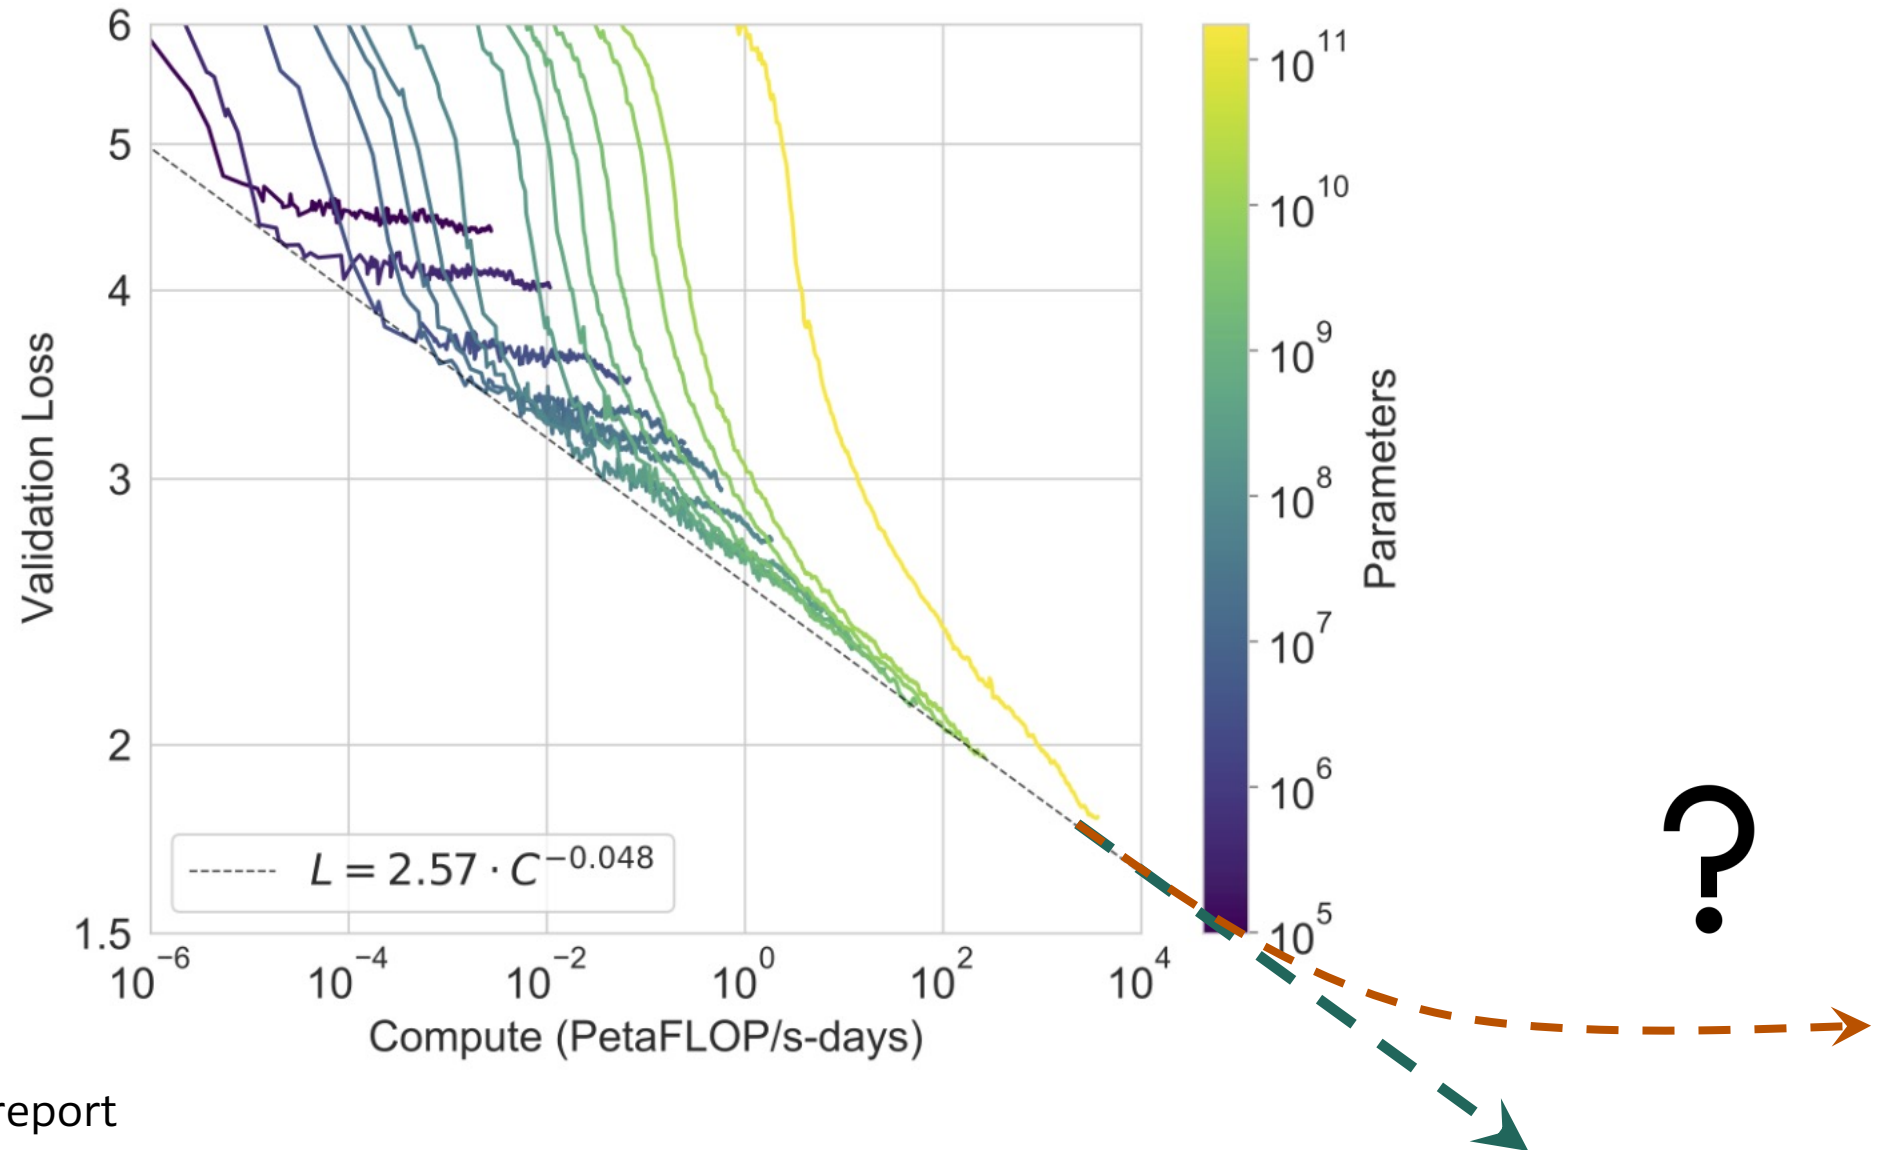 Validation Loss
6
5
4
3
2
1.5
L = 2.57 · C^−0.048
10^−6 10^−4 10^−2 10^0 10^2 10^4
Compute (PetaFLOP/s-days)
10^11
10^10
10^9
10^8
10^7
10^6
10^5
Parameters
?
report